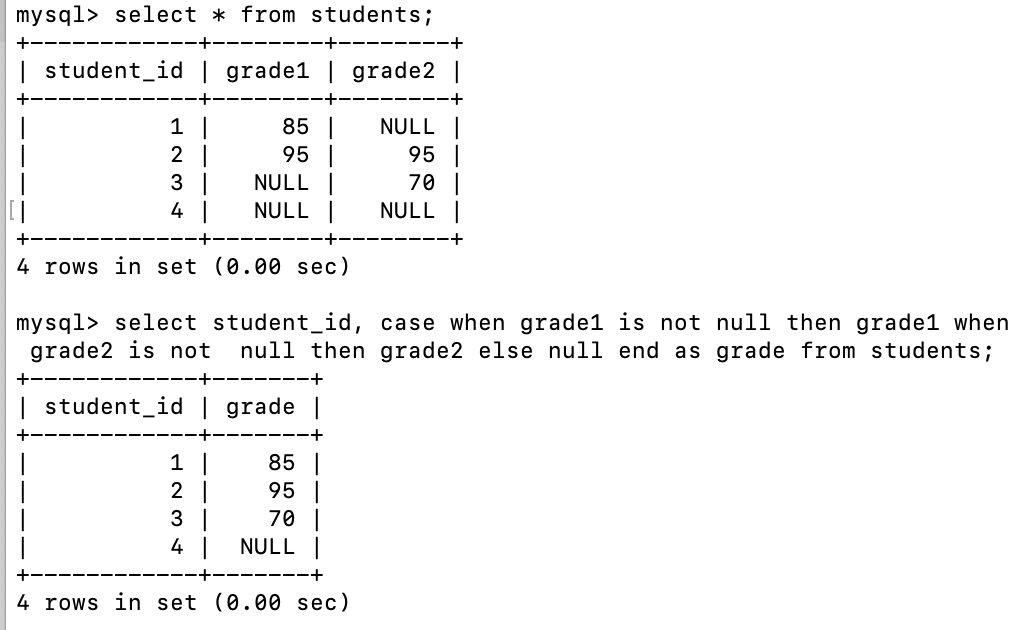 mysql> select * from students;
+------------+--------+--------+
| student_id | grade1 | grade2 |
+------------+--------+--------+
|          1 |     85 |   NULL |
|          2 |     95 |     95 |
|          3 |   NULL |     70 |
[|          4 |   NULL |   NULL |
+------------+--------+--------+
4 rows in set (0.00 sec)

mysql> select student_id, case when grade1 is not null then grade1 when
 grade2 is not  null then grade2 else null end as grade from students;
+------------+-------+
| student_id | grade |
+------------+-------+
|          1 |    85 |
|          2 |    95 |
|          3 |    70 |
|          4 |  NULL |
+------------+-------+
4 rows in set (0.00 sec)